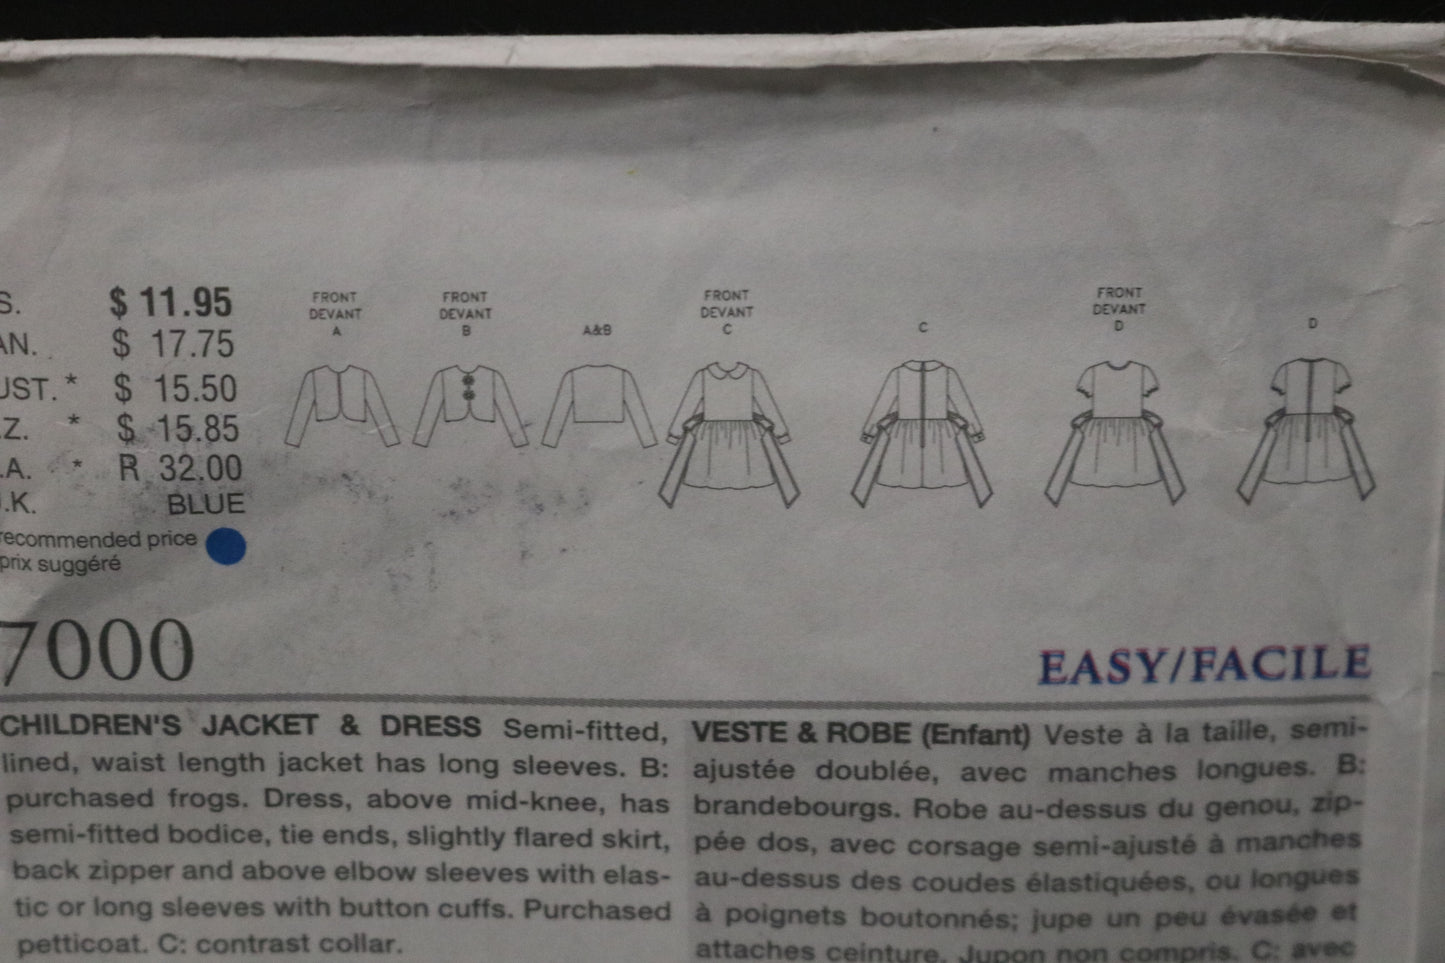 S. $ 11.95
AN. $ 17.75
UST. * $ 15.50
.Z. * $ 15.85
.A. * R 32.00
.K. BLUE
recommended price
prix suggéré
FRONT
DEVANT
A
FRONT
DEVANT
B
A&B
FRONT
DEVANT
C
C
FRONT
DEVANT
D
D
7000
EASY/FACILE
CHILDREN'S JACKET & DRESS Semi-fitted,
lined, waist length jacket has long sleeves. B:
purchased frogs. Dress, above mid-knee, has
semi-fitted bodice, tie ends, slightly flared skirt,
back zipper and above elbow sleeves with elas-
tic or long sleeves with button cuffs. Purchased
petticoat. C: contrast collar.
VESTE & ROBE (Enfant) Veste à la taille, semi-
ajustée doublée, avec manches longues. B:
brandebourgs. Robe au-dessus du genou, zip-
pée dos, avec corsage semi-ajusté à manches
au-dessus des coudes élastiquées, ou longues
à poignets boutonnés; jupe un peu évasée et
attaches ceinture. Jupon non compris. C: avec